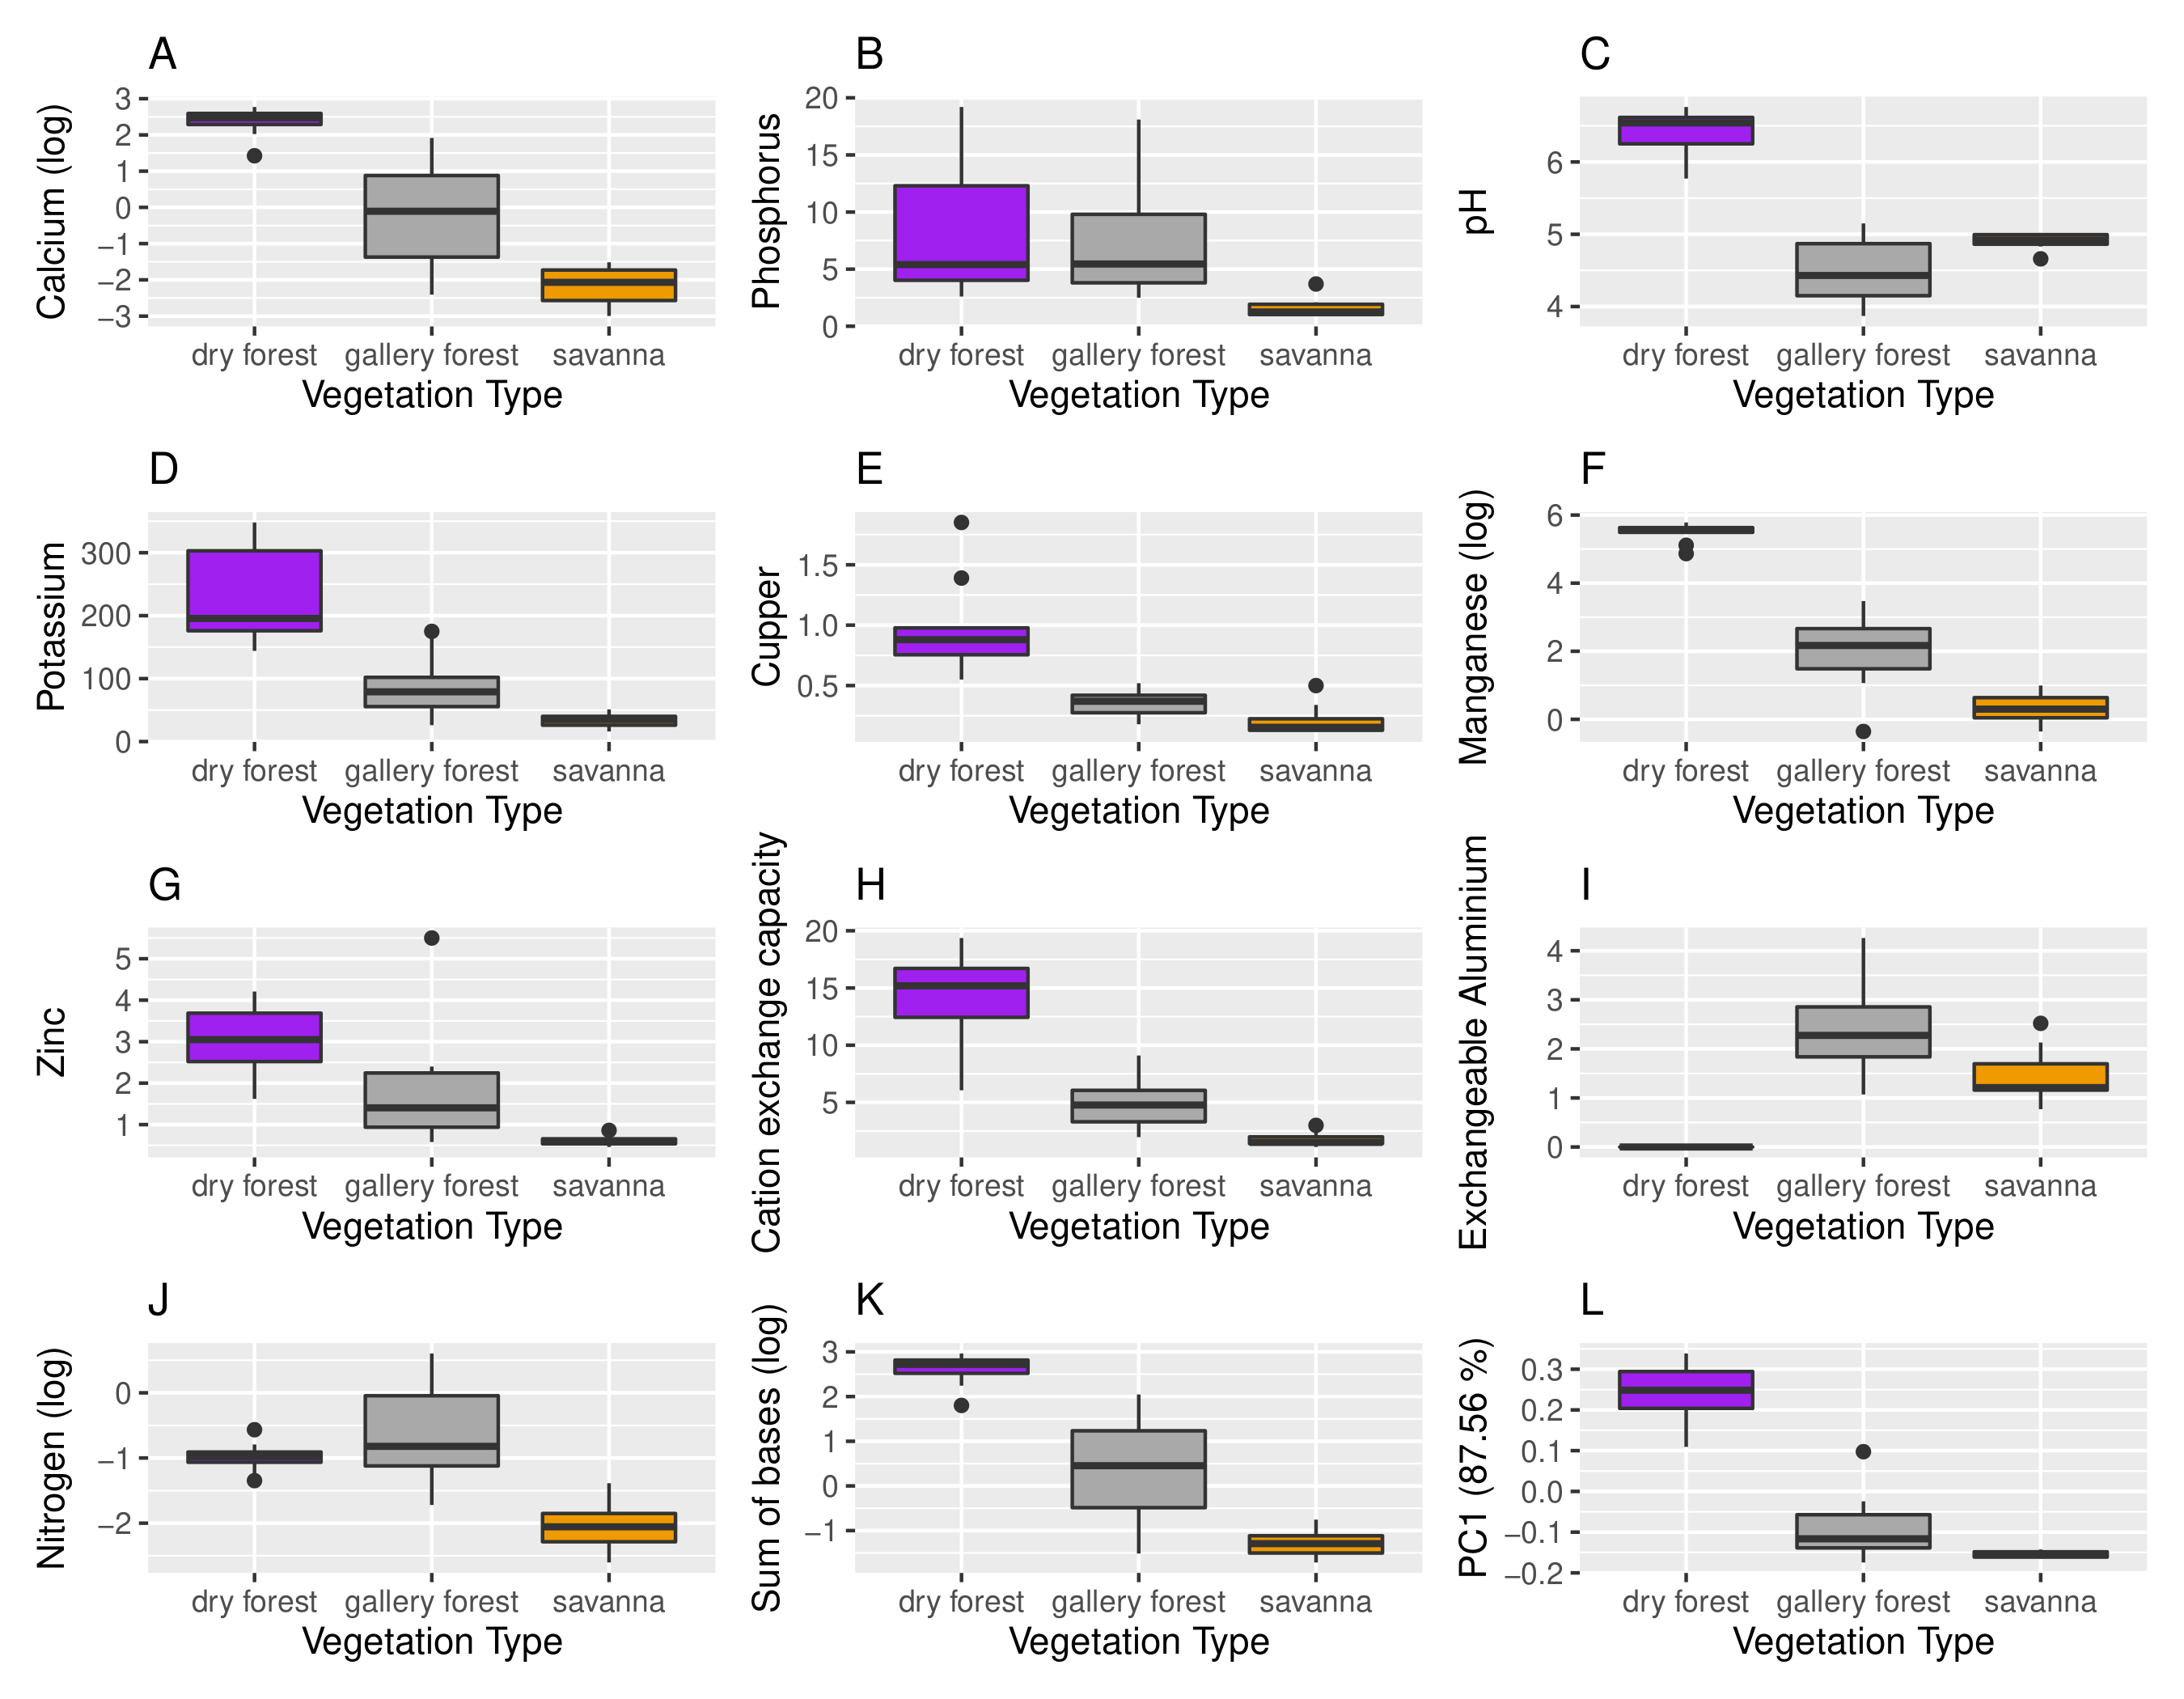 A
Calcium (log)
3
2
1
0
−1
−2
−3
dry forest gallery forest savanna
Vegetation Type
B
Phosphorus
20
15
10
5
0
dry forest gallery forest savanna
Vegetation Type
C
pH
6
5
4
dry forest gallery forest savanna
Vegetation Type
D
Potassium
300
200
100
0
dry forest gallery forest savanna
Vegetation Type
E
Cupper
1.5
1.0
0.5
dry forest gallery forest savanna
Vegetation Type
F
Manganese (log)
6
4
2
0
dry forest gallery forest savanna
Vegetation Type
G
Zinc
5
4
3
2
1
dry forest gallery forest savanna
Vegetation Type
H
Cation exchange capacity
20
15
10
5
dry forest gallery forest savanna
Vegetation Type
I
Exchangeable Aluminium
4
3
2
1
0
dry forest gallery forest savanna
Vegetation Type
J
Nitrogen (log)
0
−1
−2
dry forest gallery forest savanna
Vegetation Type
K
Sum of bases (log)
3
2
1
0
−1
dry forest gallery forest savanna
Vegetation Type
L
PC1 (87.56 %)
0.3
0.2
0.1
0.0
−0.1
−0.2
dry forest gallery forest savanna
Vegetation Type